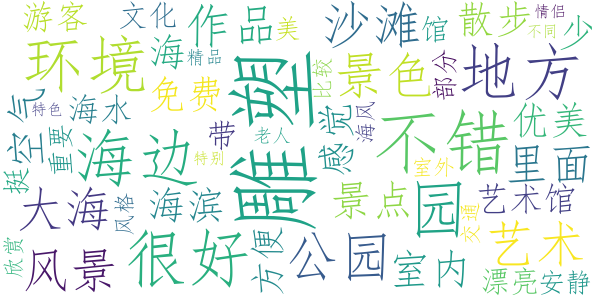 游客
文化
作品
美
沙滩
馆
散步
情侣
不同
少
环境
海
精品
免费
比较
景色
部分
地方
空气
特色
海水
重要
带
老人
雕塑
感觉
海风
不错
优美
挺
海边
特别
室外
里面
大海
风格
海滨
景点
园
交通
艺术馆
欣赏
风景
很好
方便
公园
室内
艺术
漂亮
安静